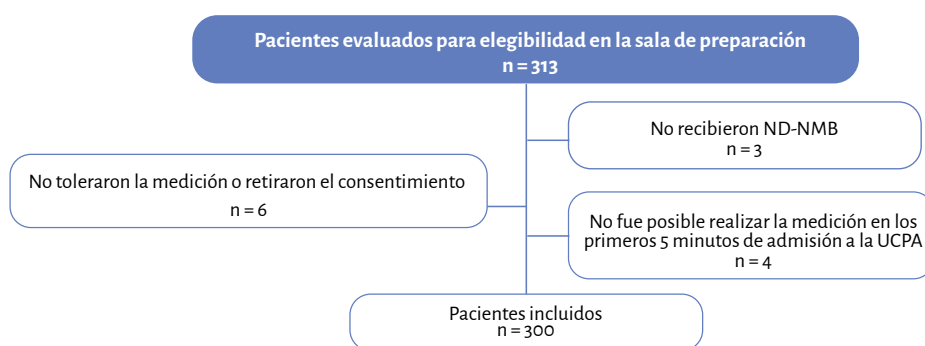 Pacientes evaluados para elegibilidad en la sala de preparación
n = 313
No recibieron ND-NMB
n = 3
No toleraron la medición o retiraron el consentimiento
n = 6
No fue posible realizar la medición en los
primeros 5 minutos de admisión a la UCPA
n = 4
Pacientes incluidos
n = 300